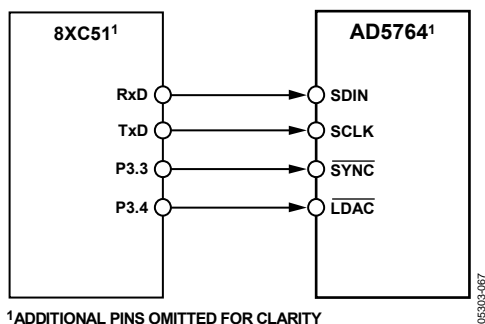 8XC51¹ AD5764¹
RxD SDIN
TxD SCLK
P3.3 SYNC
P3.4 LDAC
¹ADDITIONAL PINS OMITTED FOR CLARITY
05303-067